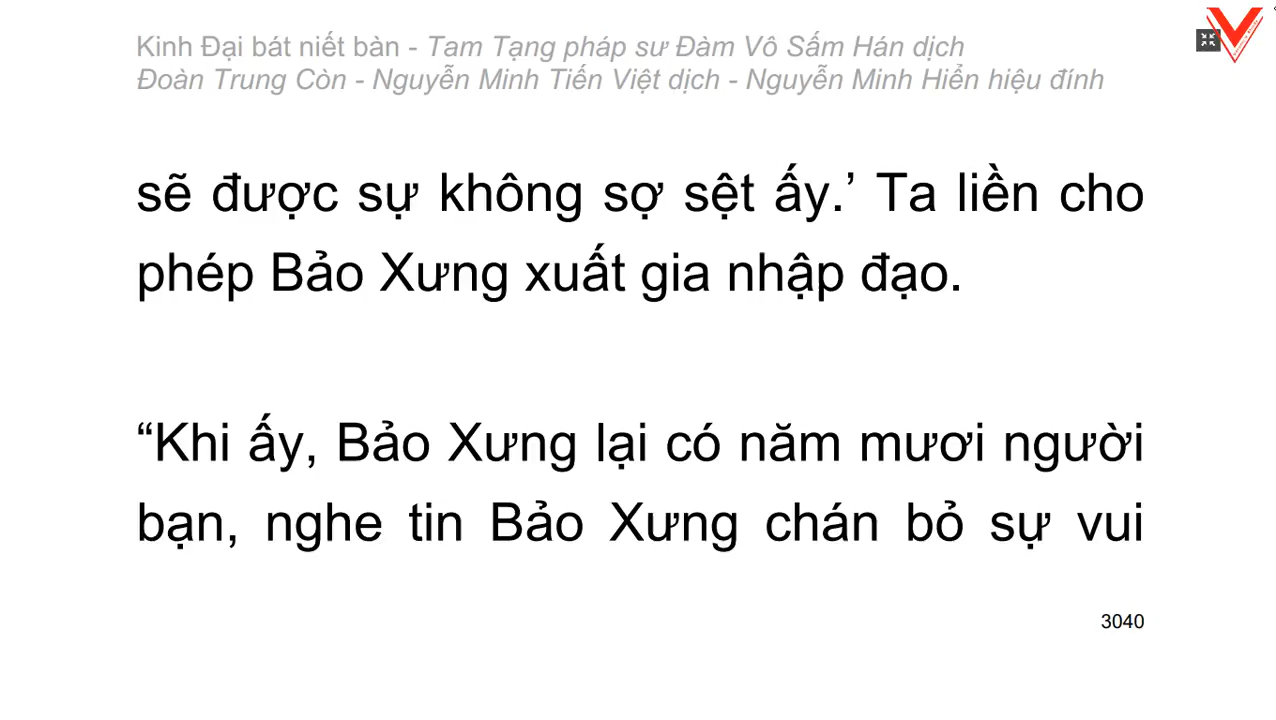 Kinh Đại bát niết bàn - Tam Tạng pháp sư Đàm Vô Sấm Hán dịch
Đoàn Trung Còn - Nguyễn Minh Tiến Việt dịch - Nguyễn Minh Hiển hiệu đính
sẽ được sự không sợ sệt ấy.’ Ta liền cho
phép Bảo Xưng xuất gia nhập đạo.
“Khi ấy, Bảo Xưng lại có năm mươi người
bạn, nghe tin Bảo Xưng chán bỏ sự vui
3040